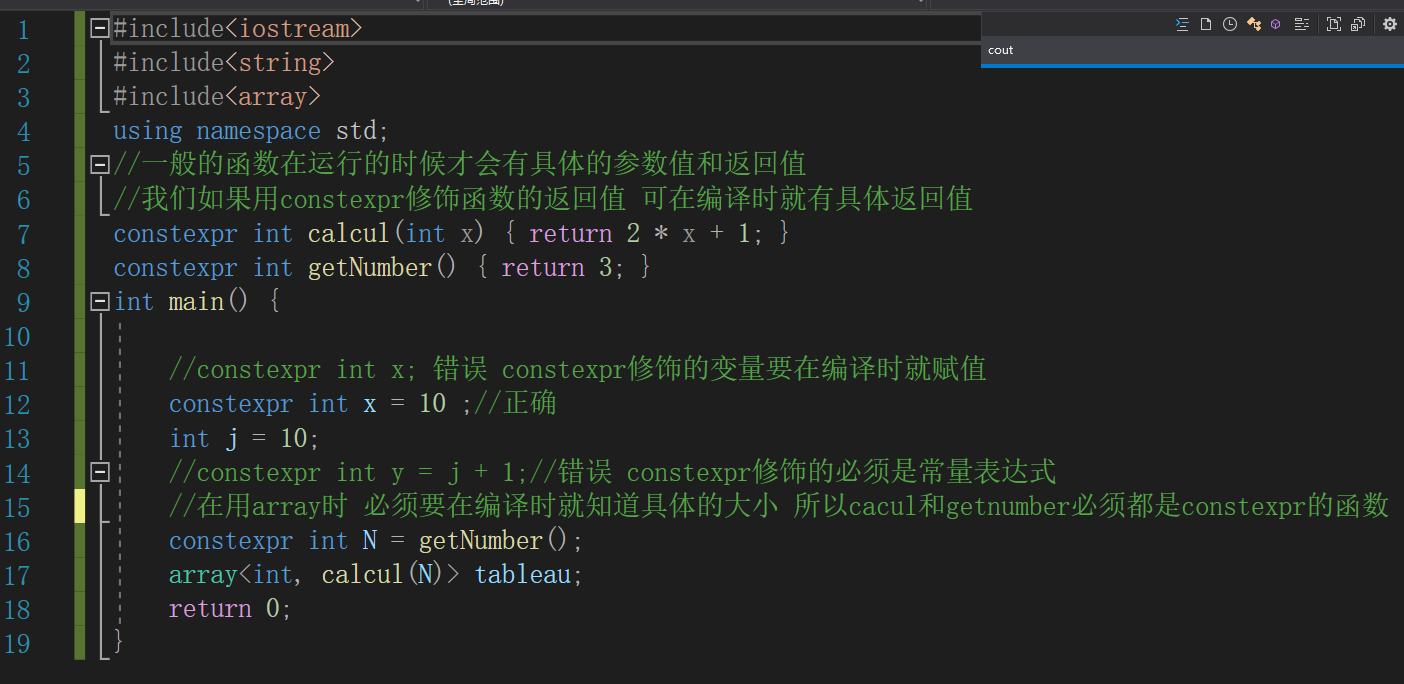 (全局范围)
cout
1 #include<iostream>
2 #include<string>
3 #include<array>
4 using namespace std;
5 //一般的函数在运行的时候才会有具体的参数值和返回值
6 //我们如果用constexpr修饰函数的返回值 可在编译时就有具体返回值
7 constexpr int calcul(int x) { return 2 * x + 1; }
8 constexpr int getNumber() { return 3; }
9 int main() {
10
11 //constexpr int x; 错误 constexpr修饰的变量要在编译时就赋值
12 constexpr int x = 10 ;//正确
13 int j = 10;
14 //constexpr int y = j + 1;//错误 constexpr修饰的必须是常量表达式
15 //在用array时 必须要在编译时就知道具体的大小 所以cacul和getnumber必须都是constexpr的函数
16 constexpr int N = getNumber();
17 array<int, calcul(N)> tableau;
18 return 0;
19 }